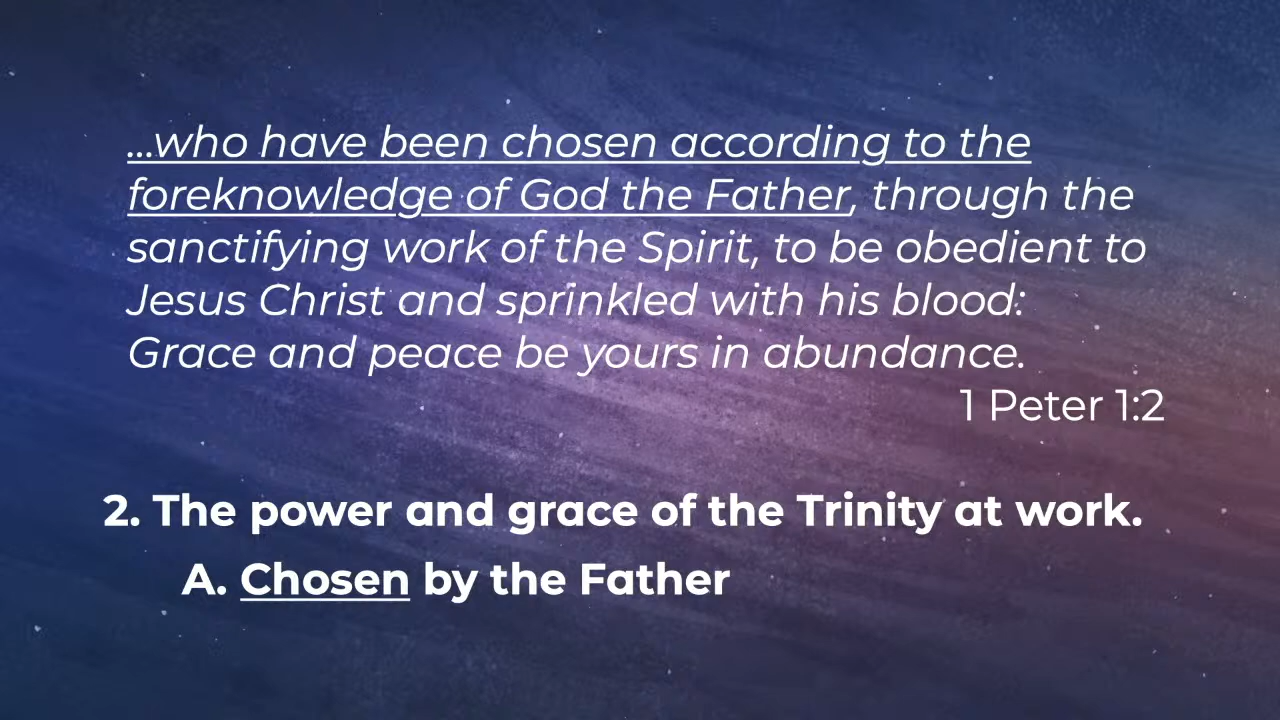 ...who have been chosen according to the
foreknowledge of God the Father, through the
sanctifying work of the Spirit, to be obedient to
Jesus Christ and sprinkled with his blood:
Grace and peace be yours in abundance.
1 Peter 1:2
2. The power and grace of the Trinity at work.
A. Chosen by the Father